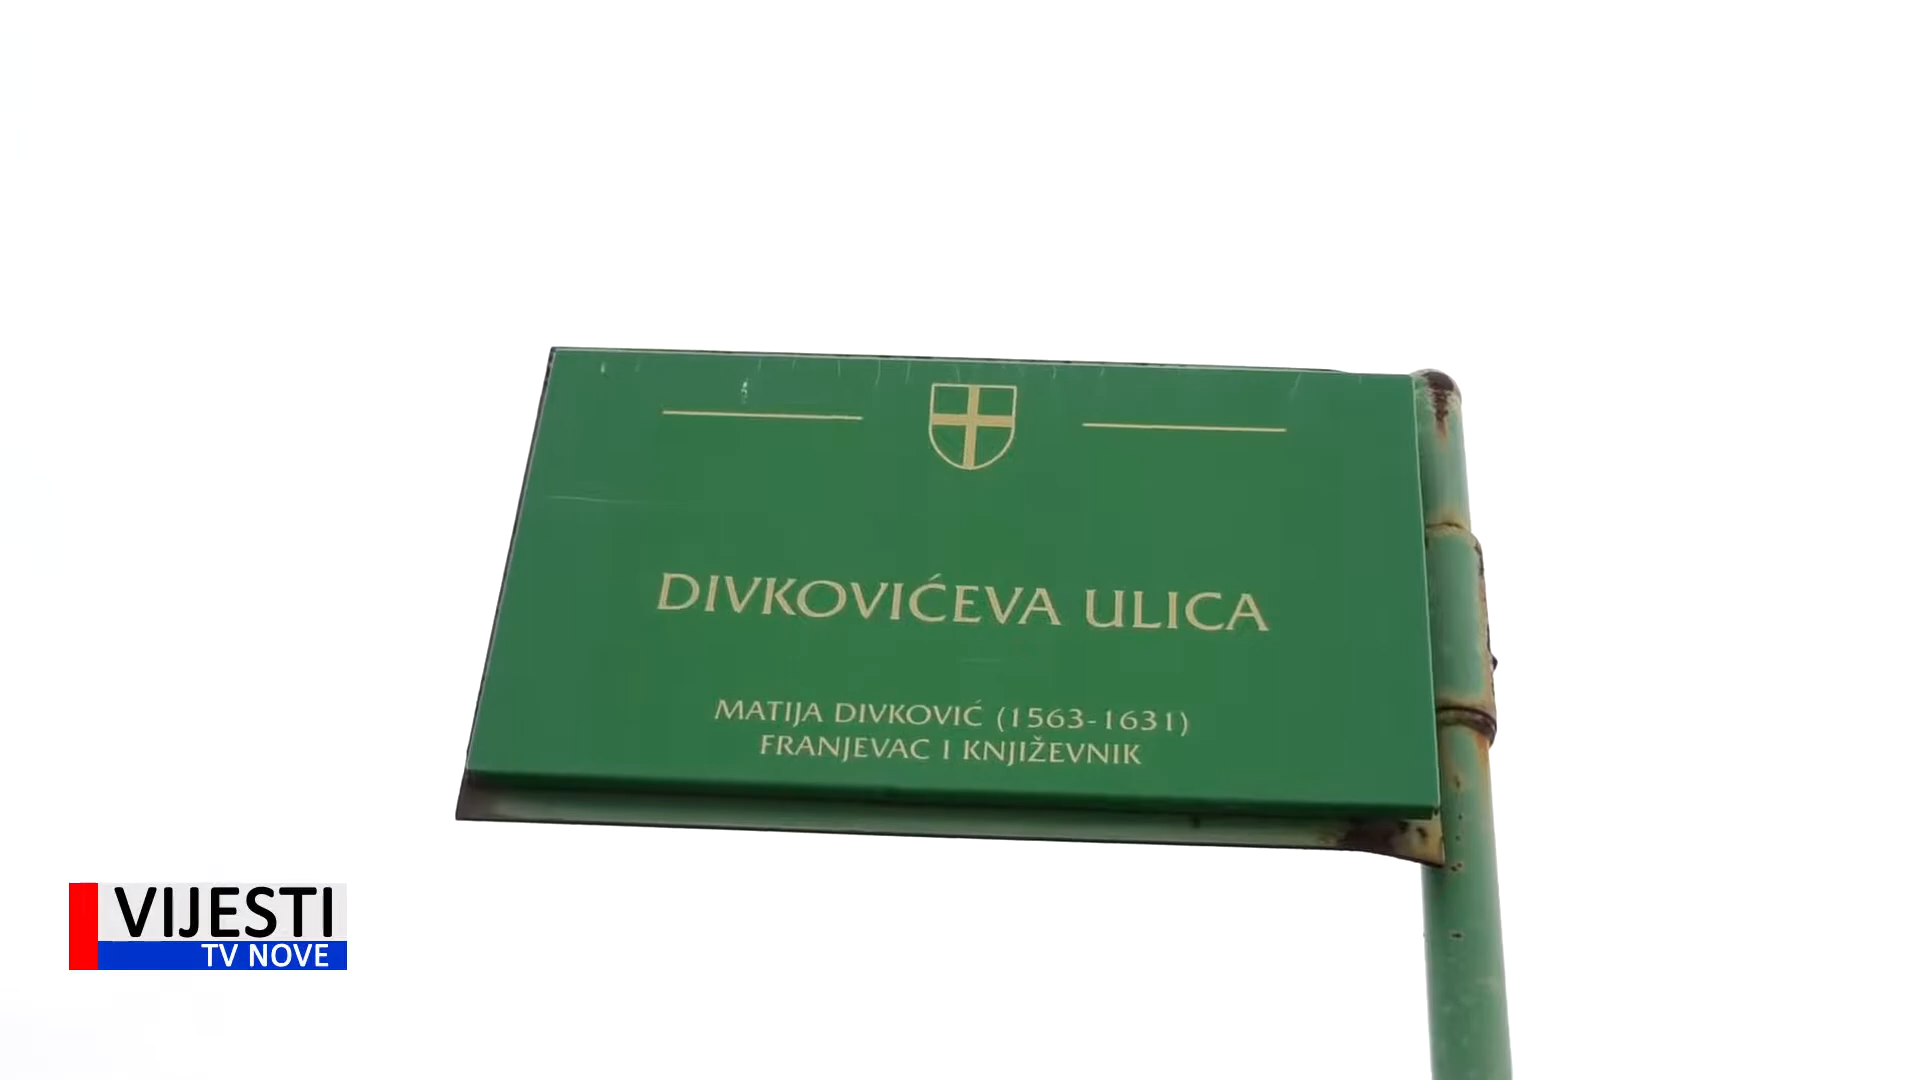 DIVKOVIĆEVA ULICA
MATIJA DIVKOVIĆ (1563-1631)
FRANJEVAC I KNJIŽEVNIK
VIJESTI
TV NOVE